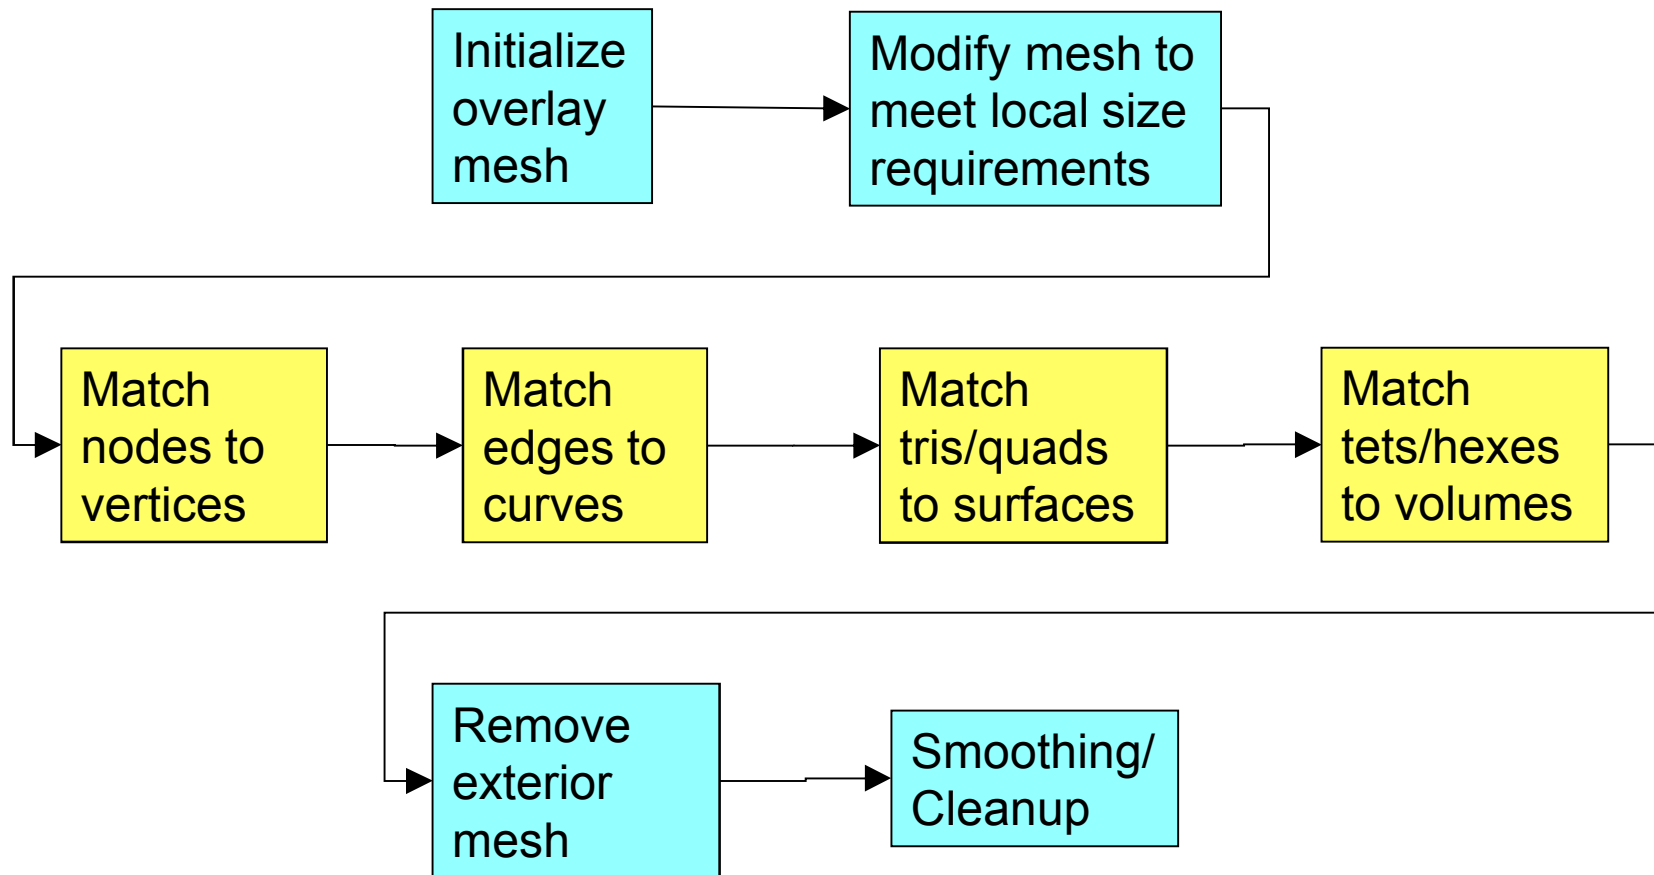 Initialize
overlay
mesh
Modify mesh to
meet local size
requirements
Match
nodes to
vertices
Match
edges to
curves
Match
tris/quads
to surfaces
Match
tets/hexes
to volumes
Remove
exterior
mesh
Smoothing/
Cleanup